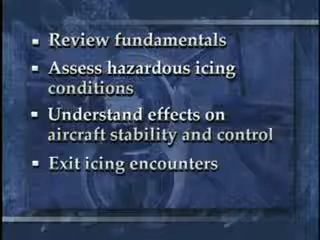 Review fundamentals
Assess hazardous icing
conditions
Understand effects on
aircraft stability and control
Exit icing encounters